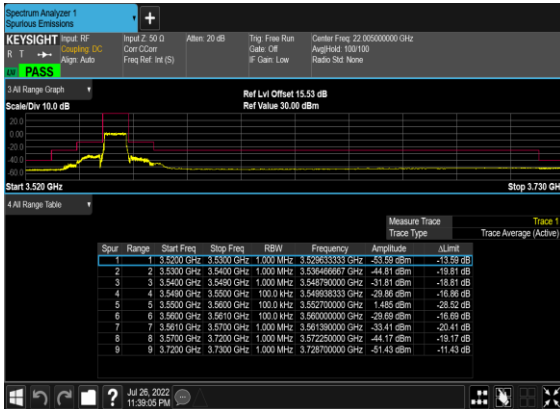 Spectrum Analyzer 1
Spurious Emissions
+
KEYSIGHT Input: RF Input Z: 50 Ω Atten: 20 dB Trig: Free Run Center Freq: 22.005000000 GHz
R T Coupling: DC Corr CCorr Gate: Off Avg|Hold: 100/100
Align: Auto Freq Ref: Int (S) IF Gain: Low Radio Std: None
PASS
3 All Range Graph
Ref Lvl Offset 15.53 dB
Scale/Div 10.0 dB Ref Value 30.00 dBm
20.0
0.00
-20.0
-40.0
-60.0
Start 3.520 GHz Stop 3.730 GH
4 All Range Table
Measure Trace Trace 1
Trace Type Trace Average (Active)
Spur Range Start Freq Stop Freq RBW Frequency Amplitude ΔLimit
1 1 3.5200 GHz 3.5300 GHz 1.000 MHz 3.529633333 GHz -53.59 dBm -13.59 dB
2 2 3.5300 GHz 3.5400 GHz 1.000 MHz 3.536466667 GHz -44.81 dBm -19.81 dB
3 3 3.5400 GHz 3.5490 GHz 1.000 MHz 3.548790000 GHz -31.81 dBm -18.81 dB
4 4 3.5490 GHz 3.5500 GHz 100.0 kHz 3.549938333 GHz -29.86 dBm -16.86 dB
5 5 3.5500 GHz 3.5600 GHz 100.0 kHz 3.552700000 GHz 1.485 dBm -28.52 dB
6 6 3.5600 GHz 3.5610 GHz 100.0 kHz 3.560000000 GHz -29.69 dBm -16.69 dB
7 7 3.5610 GHz 3.5700 GHz 1.000 MHz 3.561390000 GHz -33.41 dBm -20.41 dB
8 8 3.5700 GHz 3.7200 GHz 1.000 MHz 3.572250000 GHz -44.17 dBm -19.17 dB
9 9 3.7200 GHz 3.7300 GHz 1.000 MHz 3.728700000 GHz -51.43 dBm -11.43 dB
? Jul 26, 2022
11:39:05 PM